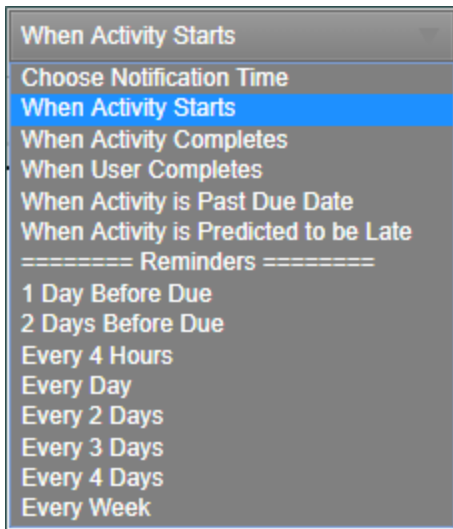 When Activity Starts
Choose Notification Time
When Activity Starts
When Activity Completes
When User Completes
When Activity is Past Due Date
When Activity is Predicted to be Late
======== Reminders ========
1 Day Before Due
2 Days Before Due
Every 4 Hours
Every Day
Every 2 Days
Every 3 Days
Every 4 Days
Every Week